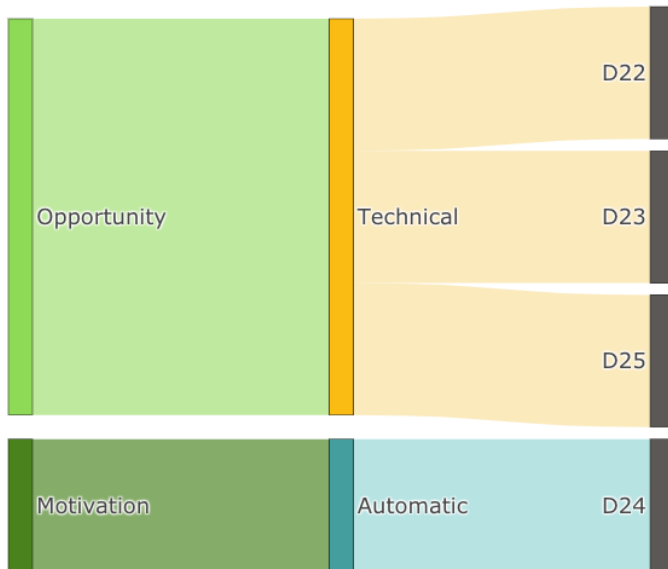 D22
Opportunity
Technical
D23
D25
Motivation
Automatic
D24